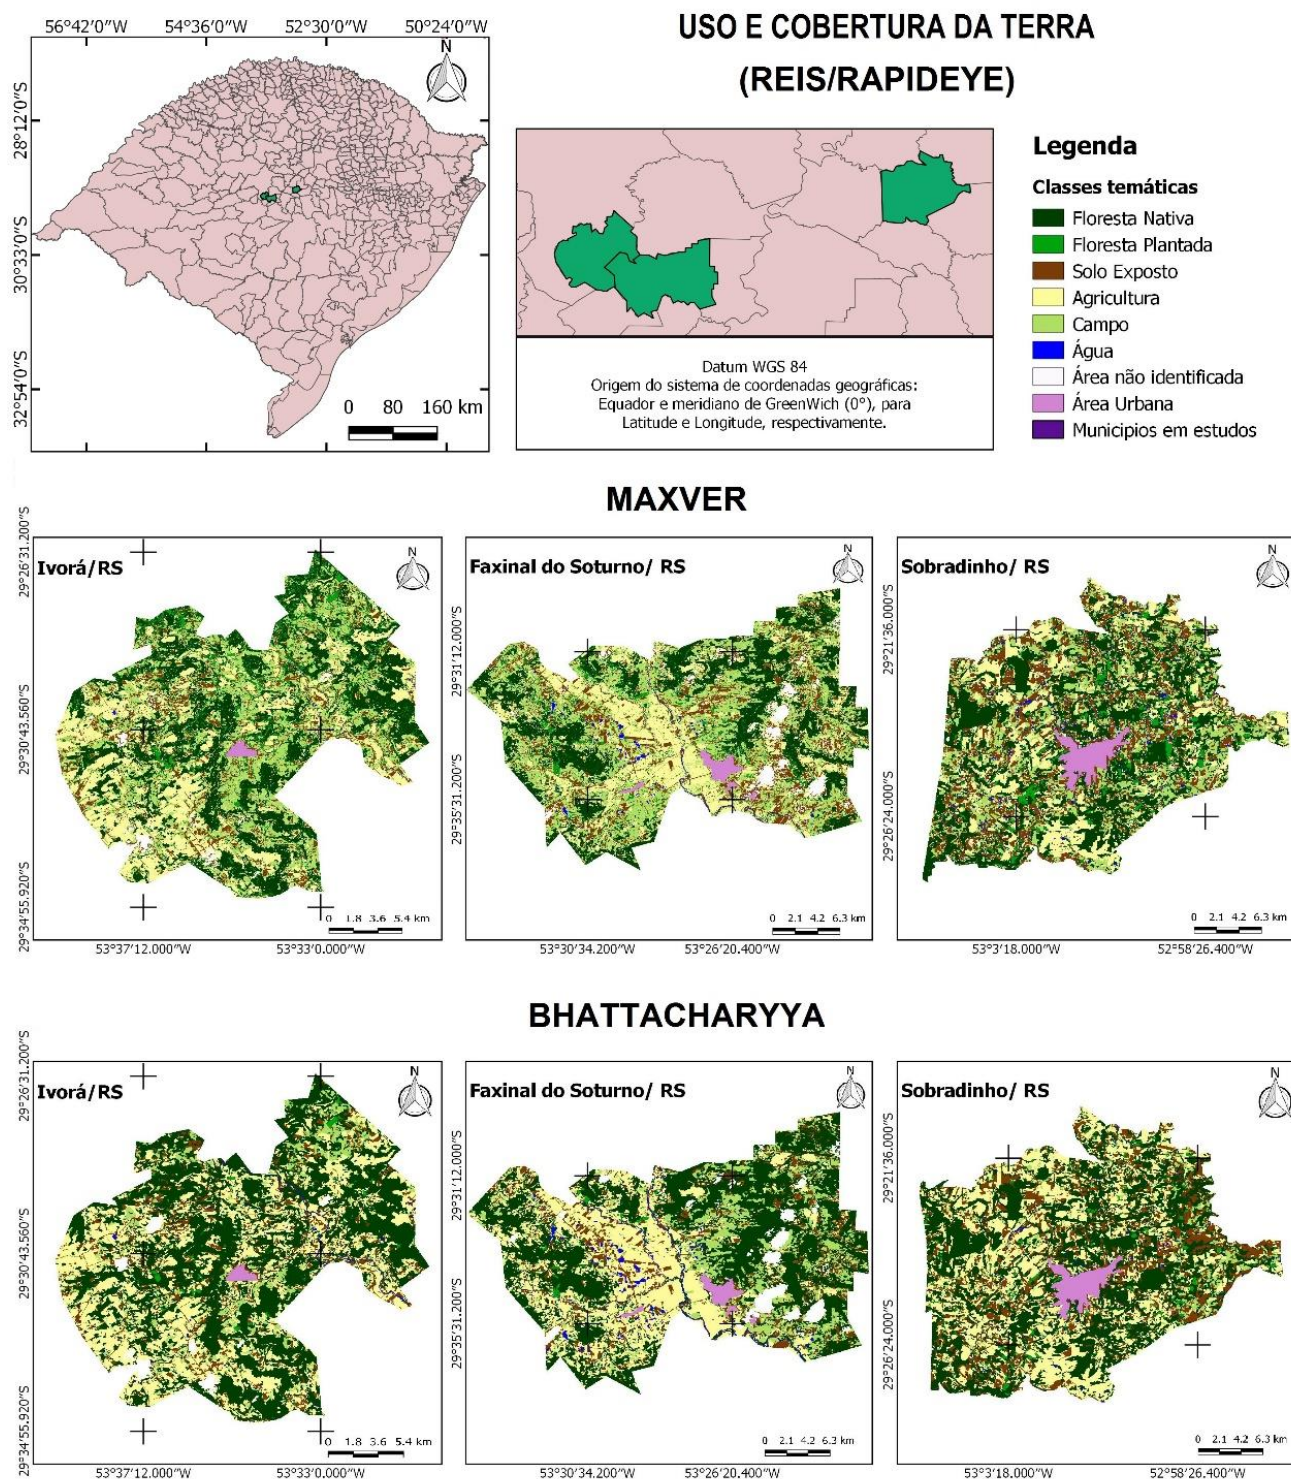 USO E COBERTURA DA TERRA
(REIS/RAPIDEYE)
56°42'0"W 54°36'0"W 52°30'0"W 50°24'0"W
N
28°12'0"S
30°33'0"S
32°54'0"S
0 80 160 km
Datum WGS 84
Origem do sistema de coordenadas geográficas:
Equador e meridiano de GreenWich (0°), para
Latitude e Longitude, respectivamente.
Legenda
Classes temáticas
Floresta Nativa
Floresta Plantada
Solo Exposto
Agricultura
Campo
Água
Área não identificada
Área Urbana
Municipios em estudos
MAXVER
Ivorá/RS
N
29°26'31.200"S
29°30'43.560"S
29°34'55.920"S
0 1.8 3.6 5.4 km
53°37'12.000"W 53°33'0.000"W
Faxinal do Soturno/ RS
N
29°31'12.000"S
29°35'31.200"S
0 2.1 4.2 6.3 km
53°30'34.200"W 53°26'20.400"W
Sobradinho/ RS
N
29°21'36.000"S
29°26'24.000"S
0 2.1 4.2 6.3 km
53°3'18.000"W 52°58'26.400"W
BHATTACHARYYA
Ivorá/RS
N
29°26'31.200"S
29°30'43.560"S
29°34'55.920"S
0 1.8 3.6 5.4 km
53°37'12.000"W 53°33'0.000"W
Faxinal do Soturno/ RS
N
29°31'12.000"S
29°35'31.200"S
0 2.1 4.2 6.3 km
53°30'34.200"W 53°26'20.400"W
Sobradinho/ RS
N
29°21'36.000"S
29°26'24.000"S
0 2.1 4.2 6.3 km
53°3'18.000"W 52°58'26.400"W